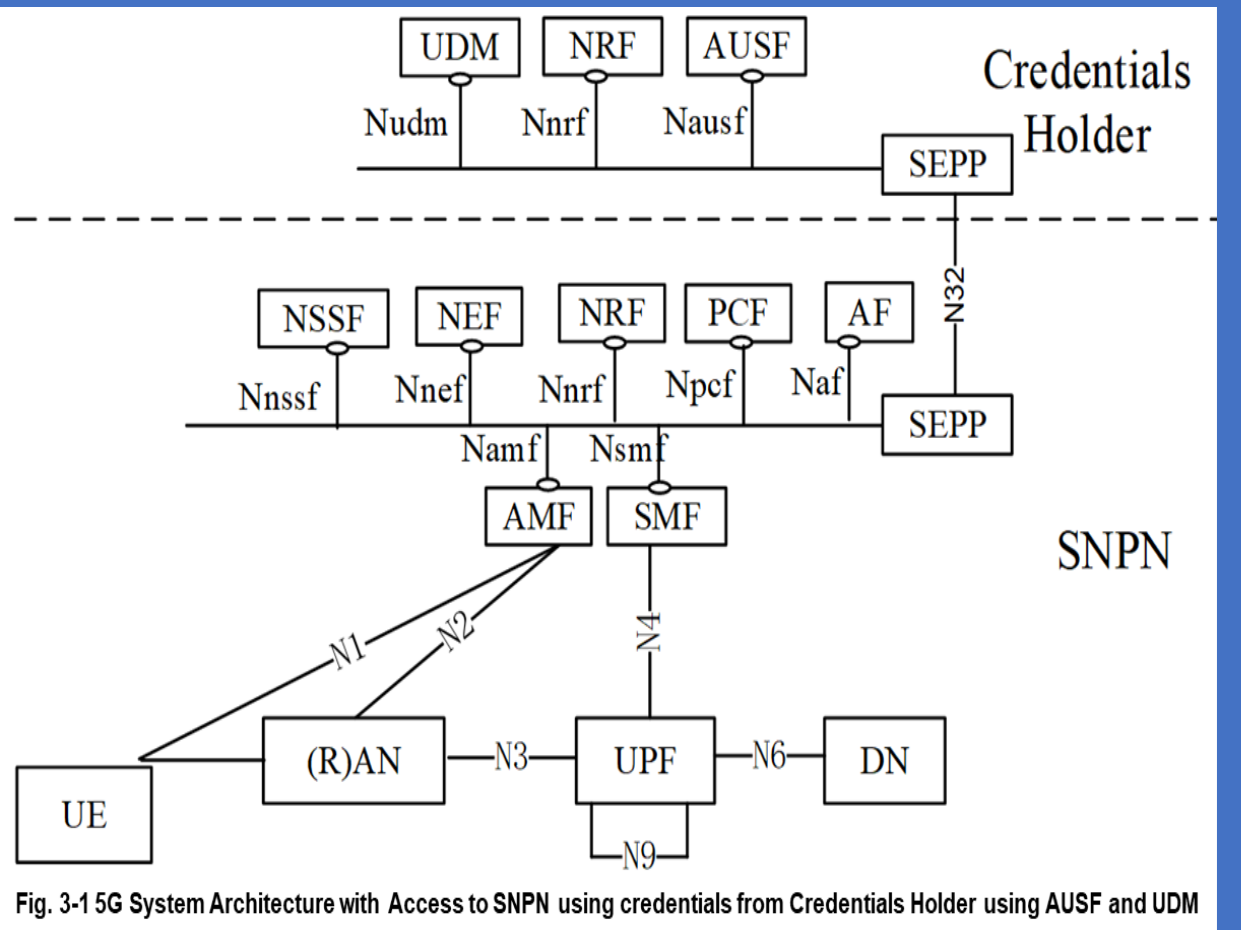 UDM NRF AUSF
Credentials
Holder
Nudm Nnrf Nausf
SEPP
N32
NSSF NEF NRF PCF AF
Nnssf Nnef Nnrf Npcf Naf
SEPP
Namf Nsmf
AMF SMF
SNPN
N1 N2 N4
(R)AN N3 UPF N6 DN
UE
N9
Fig. 3-1 5G System Architecture with Access to SNPN using credentials from Credentials Holder using AUSF and UDM